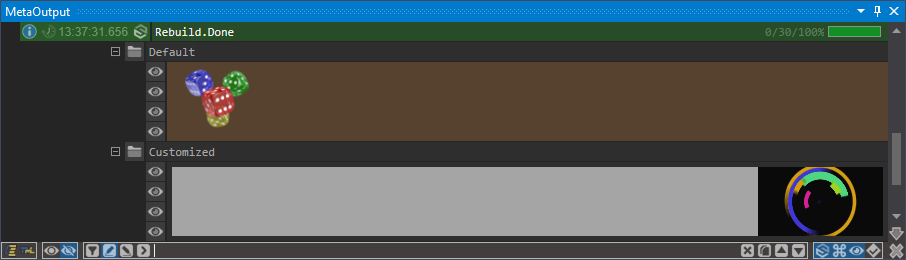 MetaOutput
13:37:31.656 Rebuild.Done 0/30/100%
Default
Customized